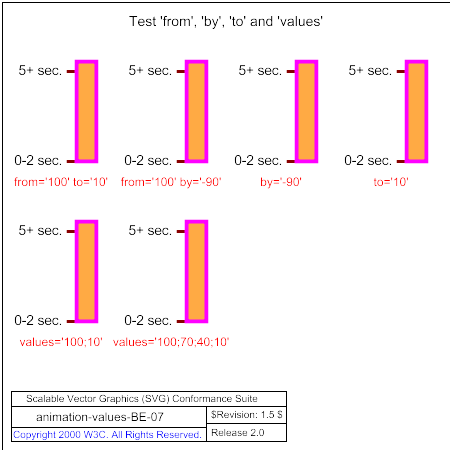 Test 'from', 'by', 'to' and 'values'
5+ sec. 5+ sec. 5+ sec. 5+ sec.
0-2 sec. 0-2 sec. 0-2 sec. 0-2 sec.
from='100' to='10' from='100' by='-90' by='-90' to='10'
5+ sec. 5+ sec.
0-2 sec. 0-2 sec.
values='100;10' values='100;70;40;10'
Scalable Vector Graphics (SVG) Conformance Suite
animation-values-BE-07 $Revision: 1.5 $
Copyright 2000 W3C. All Rights Reserved. Release 2.0